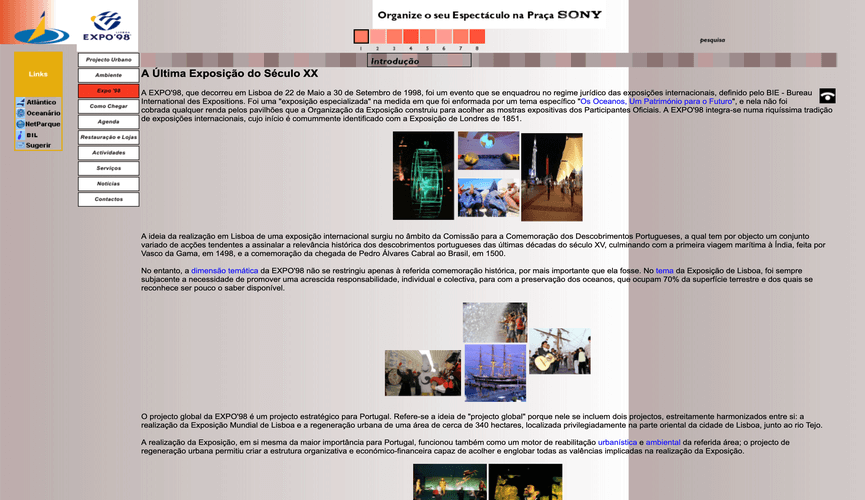 Organize o seu Espectáculo na Praça SONY
LISBOA
EXPO'98
1 2 3 4 5 6 7 8
pesquisa
introdução
Links
Atlântico
Oceanário
NetParque
BIL
Sugerir
Projecto Urbano
Ambiente
Expo '98
Como Chegar
Agenda
Restauração e Lojas
Actividades
Serviços
Notícias
Contactos
A Última Exposição do Século XX
A EXPO'98, que decorreu em Lisboa de 22 de Maio a 30 de Setembro de 1998, foi um evento que se enquadrou no regime jurídico das exposições internacionais, definido pelo BIE - Bureau
International des Expositions. Foi uma "exposição especializada" na medida em que foi enformada por um tema específico "Os Oceanos, Um Património para o Futuro", e nela não foi
cobrada qualquer renda pelos pavilhões que a Organização da Exposição construiu para acolher as mostras expositivas dos Participantes Oficiais. A EXPO'98 integra-se numa riquíssima tradição
de exposições internacionais, cujo início é comummente identificado com a Exposição de Londres de 1851.
A ideia da realização em Lisboa de uma exposição internacional surgiu no âmbito da Comissão para a Comemoração dos Descobrimentos Portugueses, a qual tem por objecto um conjunto
variado de acções tendentes a assinalar a relevância histórica dos descobrimentos portugueses das últimas décadas do século XV, culminando com a primeira viagem marítima à Índia, feita por
Vasco da Gama, em 1498, e a comemoração da chegada de Pedro Álvares Cabral ao Brasil, em 1500.
No entanto, a dimensão temática da EXPO'98 não se restringiu apenas à referida comemoração histórica, por mais importante que ela fosse. No tema da Exposição de Lisboa, foi sempre
subjacente a necessidade de promover uma acrescida responsabilidade, individual e colectiva, para com a preservação dos oceanos, que ocupam 70% da superfície terrestre e dos quais se
reconhece ser pouco o saber disponível.
O projecto global da EXPO'98 é um projecto estratégico para Portugal. Refere-se a ideia de "projecto global" porque nele se incluem dois projectos, estreitamente harmonizados entre si: a
realização da Exposição Mundial de Lisboa e a regeneração urbana de uma área de cerca de 340 hectares, localizada privilegiadamente na parte oriental da cidade de Lisboa, junto ao rio Tejo.
A realização da Exposição, em si mesma da maior importância para Portugal, funcionou também como um motor de reabilitação urbanística e ambiental da referida área; o projecto de
regeneração urbana permitiu criar a estrutura organizativa e económico-financeira capaz de acolher e englobar todas as valências implicadas na realização da Exposição.